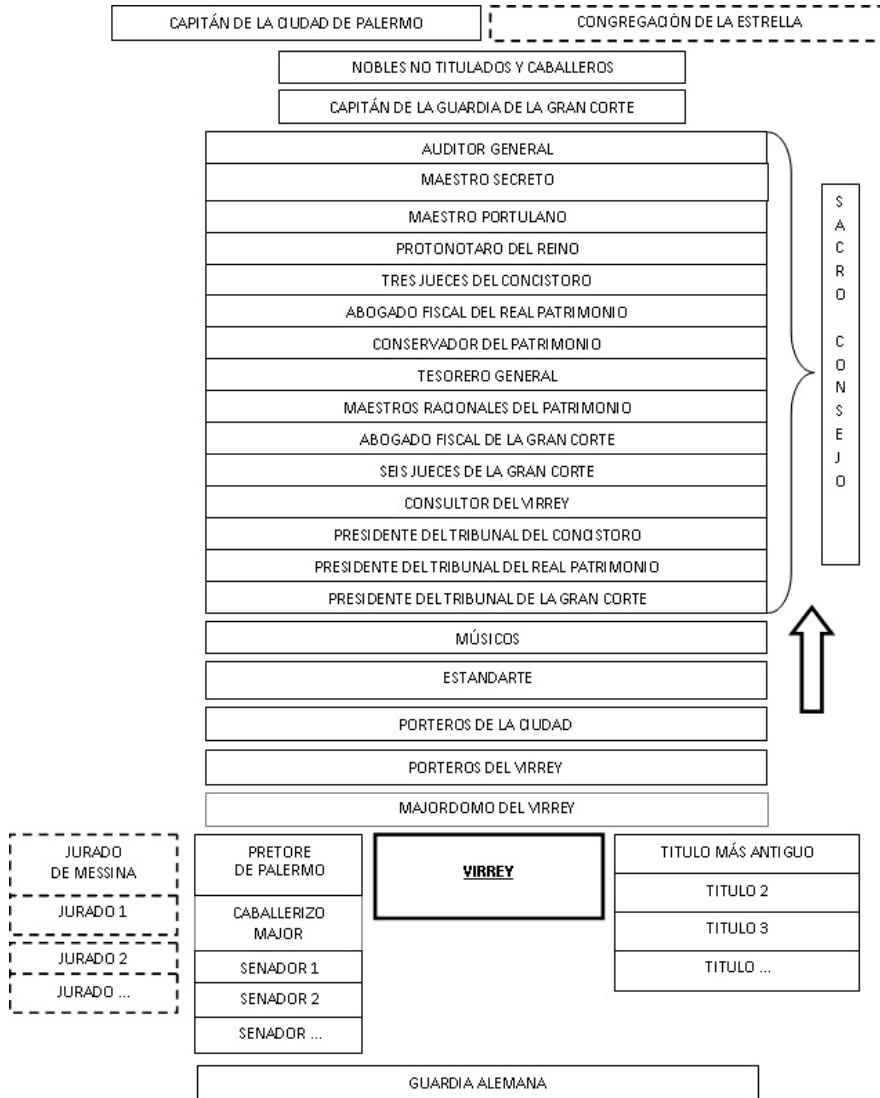 CAPITÁN DE LA CIUDAD DE PALERMO
CONGREGACIÓN DE LA ESTRELLA
NOBLES NO TITULADOS Y CABALLEROS
CAPITÁN DE LA GUARDIA DE LA GRAN CORTE
AUDITOR GENERAL
MAESTRO SECRETO
MAESTRO PORTULANO
PROTONOTARO DEL REINO
TRES JUECES DEL CONCISTORO
ABOGADO FISCAL DEL REAL PATRIMONIO
CONSERVADOR DEL PATRIMONIO
TESORERO GENERAL
MAESTROS RACIONALES DEL PATRIMONIO
ABOGADO FISCAL DE LA GRAN CORTE
SEIS JUECES DE LA GRAN CORTE
CONSULTOR DEL VIRREY
PRESIDENTE DEL TRIBUNAL DEL CONCISTORO
PRESIDENTE DEL TRIBUNAL DEL REAL PATRIMONIO
PRESIDENTE DEL TRIBUNAL DE LA GRAN CORTE
SACRO CONSEJO
MÚSICOS
ESTANDARTE
PORTEROS DE LA CIUDAD
PORTEROS DEL VIRREY
MAJORDOMO DEL VIRREY
JURADO
DE MESSINA
JURADO 1
JURADO 2
JURADO ...
PRETORE
DE PALERMO
CABALLERIZO
MAJOR
SENADOR 1
SENADOR 2
SENADOR ...
VIRREY
TITULO MÁS ANTIGUO
TITULO 2
TITULO 3
TITULO ...
GUARDIA ALEMANA